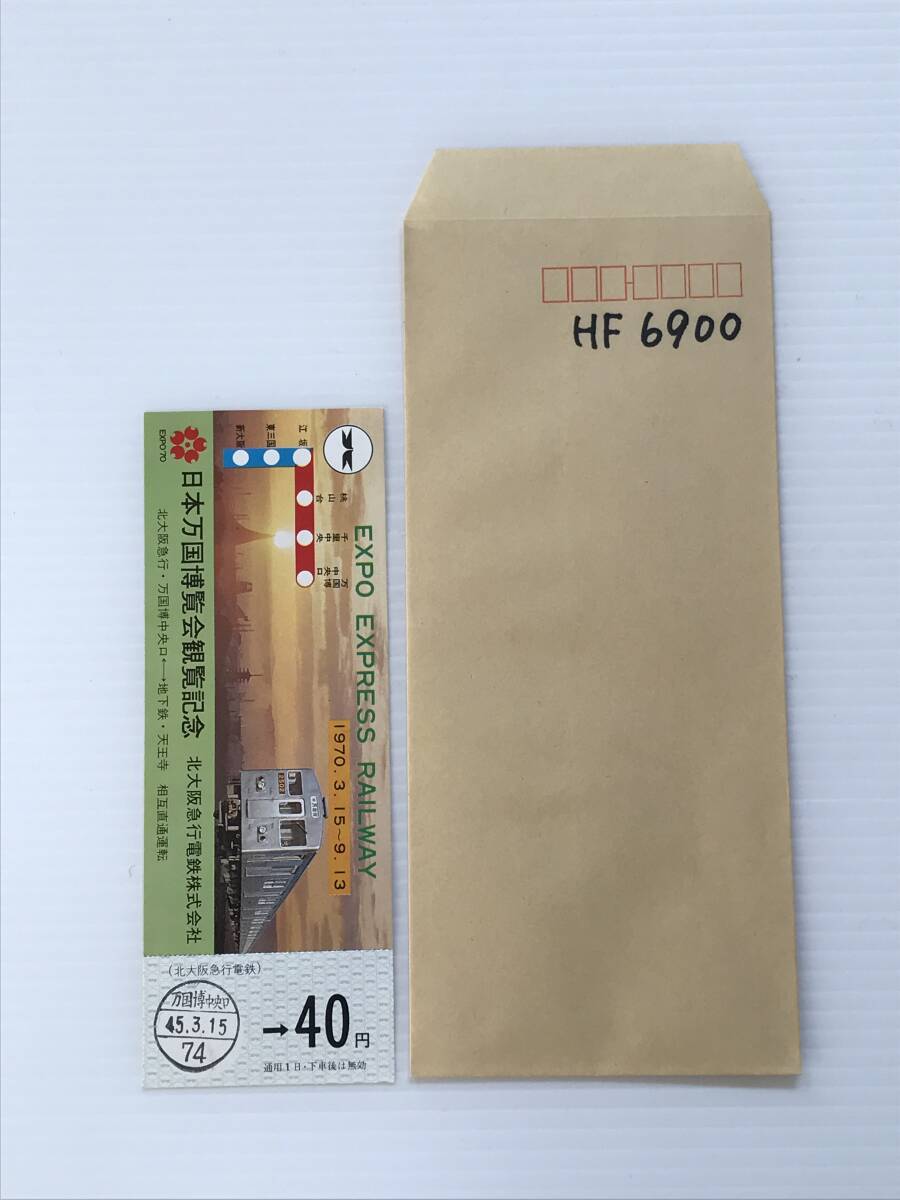 HF 6900
EXPO EXPRESS RAILWAY
1970. 3. 15～9. 13
新大阪
東三国
江坂
桃山台
千里中央
万国博中央口
2502
EXPO'70
日本万国博覧会観覧記念 北大阪急行電鉄株式会社
北大阪急行・万国博中央口⟷地下鉄・天王寺 相互直通運転
(北大阪急行電鉄)
万国博中央口
45.3.15
74
→40円
通用1日・下車後は無効